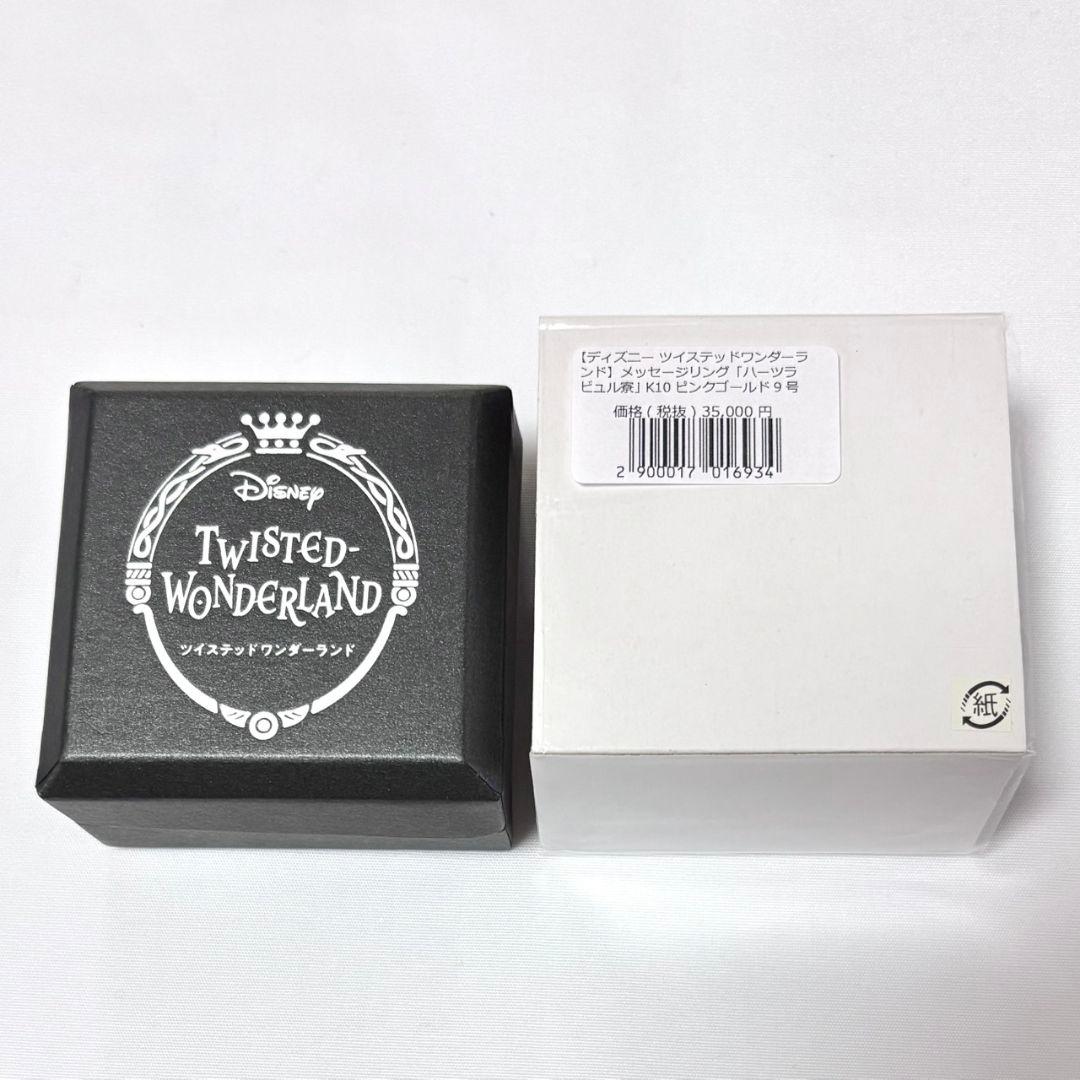 Disney
TWISTED-
WONDERLAND
ツイステッドワンダーランド
【ディズニー ツイステッドワンダーラ
ンド】メッセージリング「ハーツラ
ビュル寮」K10 ピンクゴールド９号
価格 ( 税抜 ) 35,000 円
2 900017 016934
紙